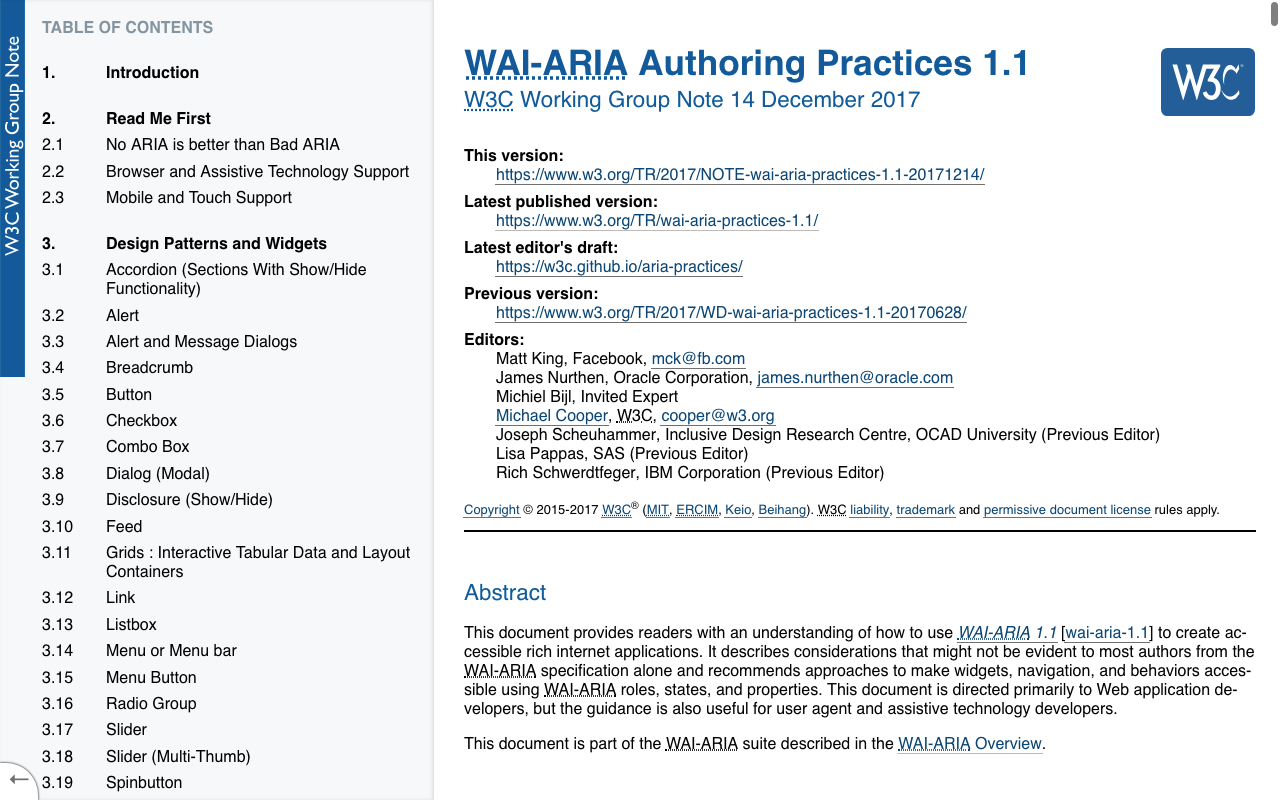 W3C Working Group Note
TABLE OF CONTENTS
1. Introduction
2. Read Me First
2.1 No ARIA is better than Bad ARIA
2.2 Browser and Assistive Technology Support
2.3 Mobile and Touch Support
3. Design Patterns and Widgets
3.1 Accordion (Sections With Show/Hide
Functionality)
3.2 Alert
3.3 Alert and Message Dialogs
3.4 Breadcrumb
3.5 Button
3.6 Checkbox
3.7 Combo Box
3.8 Dialog (Modal)
3.9 Disclosure (Show/Hide)
3.10 Feed
3.11 Grids : Interactive Tabular Data and Layout
Containers
3.12 Link
3.13 Listbox
3.14 Menu or Menu bar
3.15 Menu Button
3.16 Radio Group
3.17 Slider
3.18 Slider (Multi-Thumb)
3.19 Spinbutton
←
WAI-ARIA Authoring Practices 1.1
W3C
W3C Working Group Note 14 December 2017
This version:
https://www.w3.org/TR/2017/NOTE-wai-aria-practices-1.1-20171214/
Latest published version:
https://www.w3.org/TR/wai-aria-practices-1.1/
Latest editor's draft:
https://w3c.github.io/aria-practices/
Previous version:
https://www.w3.org/TR/2017/WD-wai-aria-practices-1.1-20170628/
Editors:
Matt King, Facebook, mck@fb.com
James Nurthen, Oracle Corporation, james.nurthen@oracle.com
Michiel Bijl, Invited Expert
Michael Cooper, W3C, cooper@w3.org
Joseph Scheuhammer, Inclusive Design Research Centre, OCAD University (Previous Editor)
Lisa Pappas, SAS (Previous Editor)
Rich Schwerdtfeger, IBM Corporation (Previous Editor)
Copyright © 2015-2017 W3C® (MIT, ERCIM, Keio, Beihang). W3C liability, trademark and permissive document license rules apply.
Abstract
This document provides readers with an understanding of how to use WAI-ARIA 1.1 [wai-aria-1.1] to create ac-
cessible rich internet applications. It describes considerations that might not be evident to most authors from the
WAI-ARIA specification alone and recommends approaches to make widgets, navigation, and behaviors acces-
sible using WAI-ARIA roles, states, and properties. This document is directed primarily to Web application de-
velopers, but the guidance is also useful for user agent and assistive technology developers.
This document is part of the WAI-ARIA suite described in the WAI-ARIA Overview.